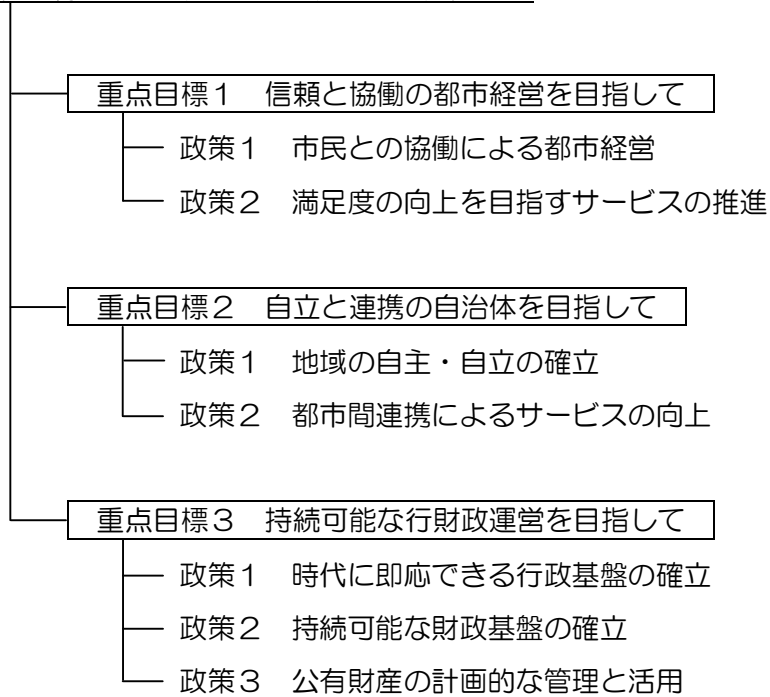 重点目標１　信頼と協働の都市経営を目指して
政策１　市民との協働による都市経営
政策２　満足度の向上を目指すサービスの推進
重点目標２　自立と連携の自治体を目指して
政策１　地域の自主・自立の確立
政策２　都市間連携によるサービスの向上
重点目標３　持続可能な行財政運営を目指して
政策１　時代に即応できる行政基盤の確立
政策２　持続可能な財政基盤の確立
政策３　公有財産の計画的な管理と活用